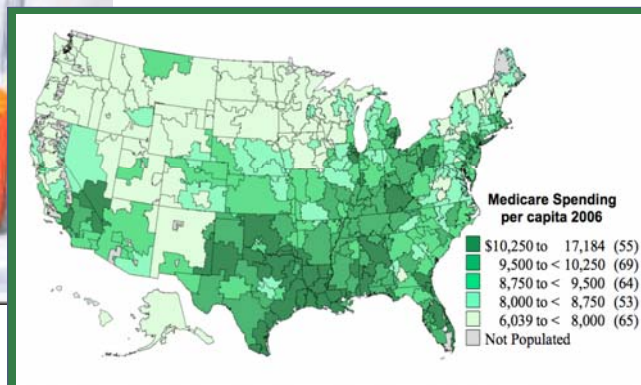 Medicare Spending
per capita 2006
$10,250 to 17,184 (55)
9,500 to < 10,250 (69)
8,750 to < 9,500 (64)
8,000 to < 8,750 (53)
6,039 to < 8,000 (65)
Not Populated